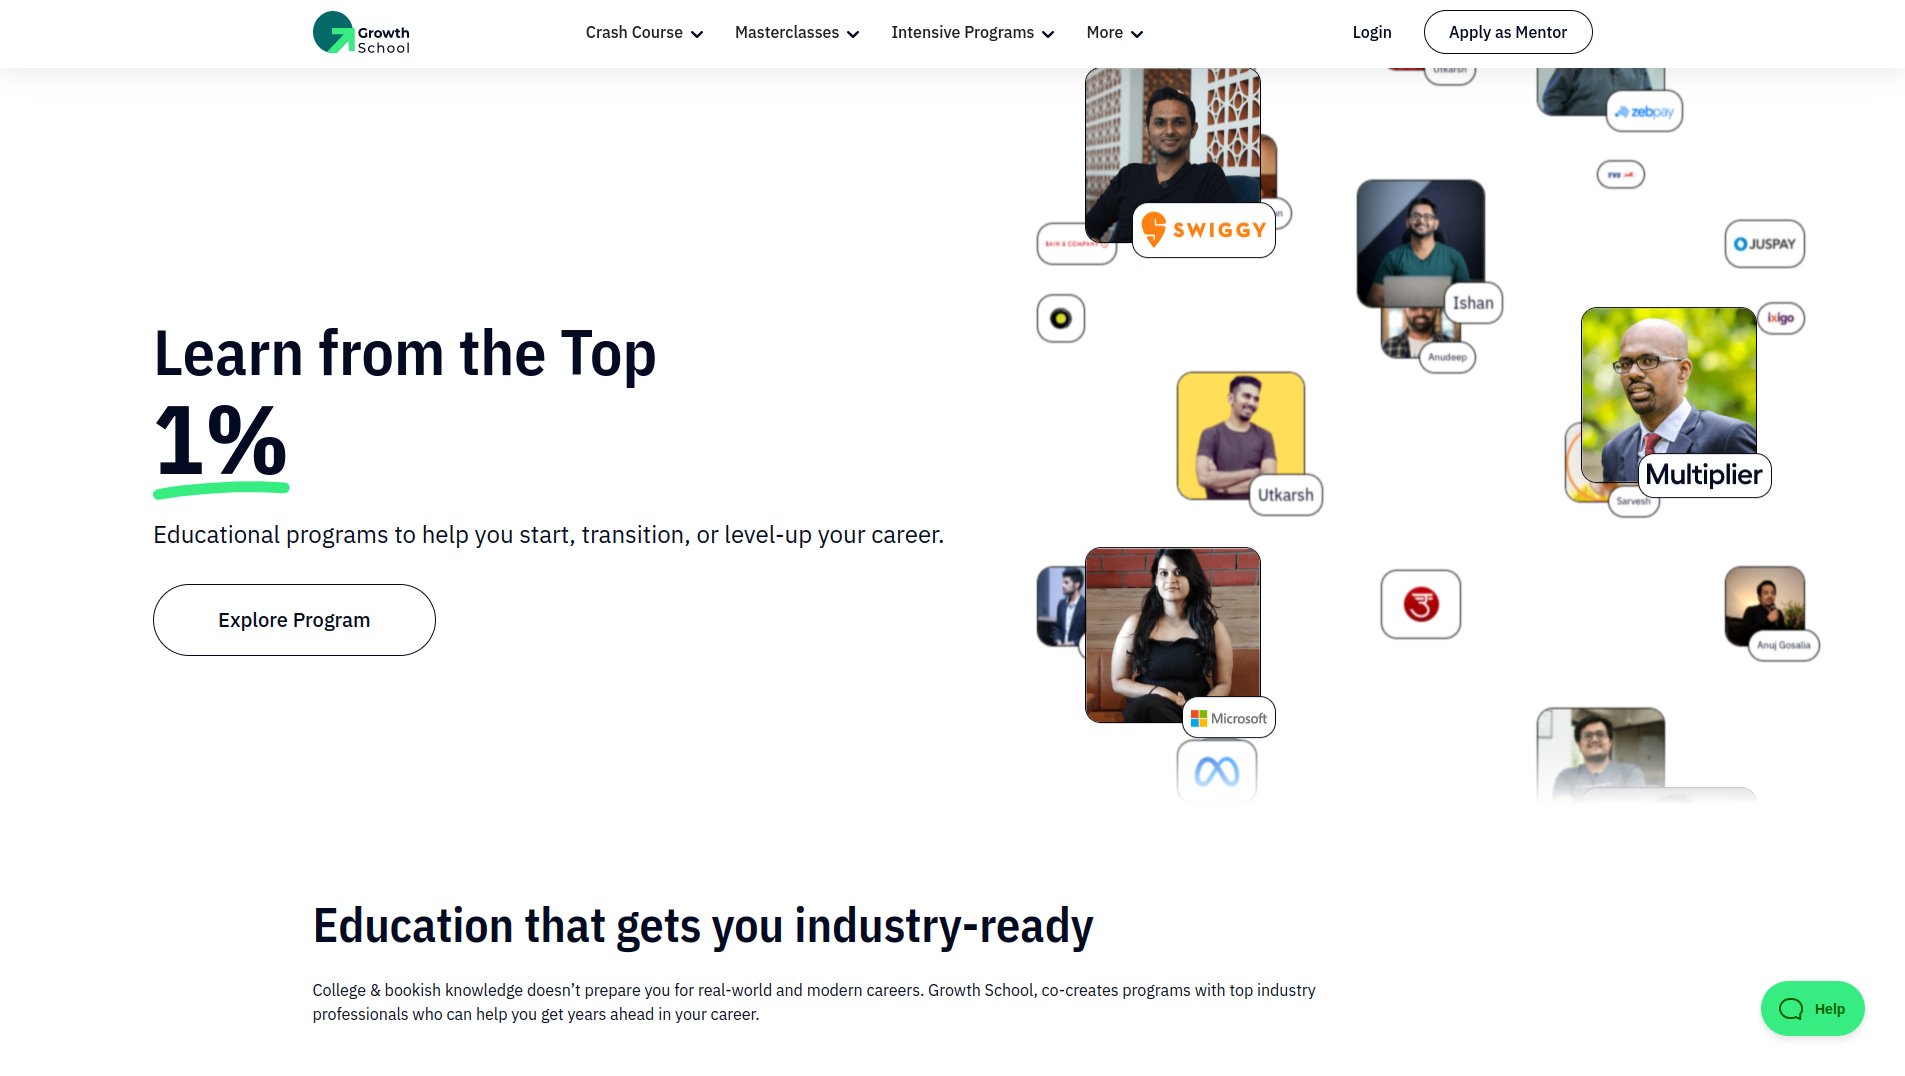 Growth
School
Crash Course
Masterclasses
Intensive Programs
More
Login
Apply as Mentor
Utkarsh
zebpay
TVS
SWIGGY
BAIN & COMPANY
JUSPAY
Ishan
ixigo
Anudeep
Learn from the Top
1%
Utkarsh
Multiplier
Sarvesh
Educational programs to help you start, transition, or level-up your career.
Explore Program
Anuj Gosalia
Microsoft
Education that gets you industry-ready
College & bookish knowledge doesn’t prepare you for real-world and modern careers. Growth School, co-creates programs with top industry
professionals who can help you get years ahead in your career.
Help